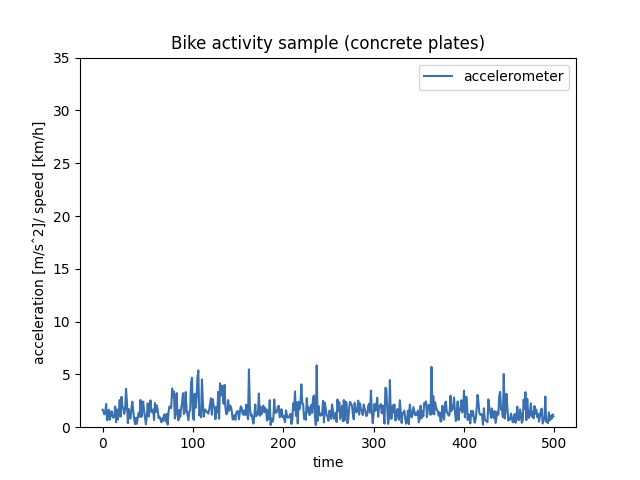 Bike activity sample (concrete plates)
accelerometer
acceleration [m/sˆ2]/ speed [km/h]
35
30
25
20
15
10
5
0
0 100 200 300 400 500
time